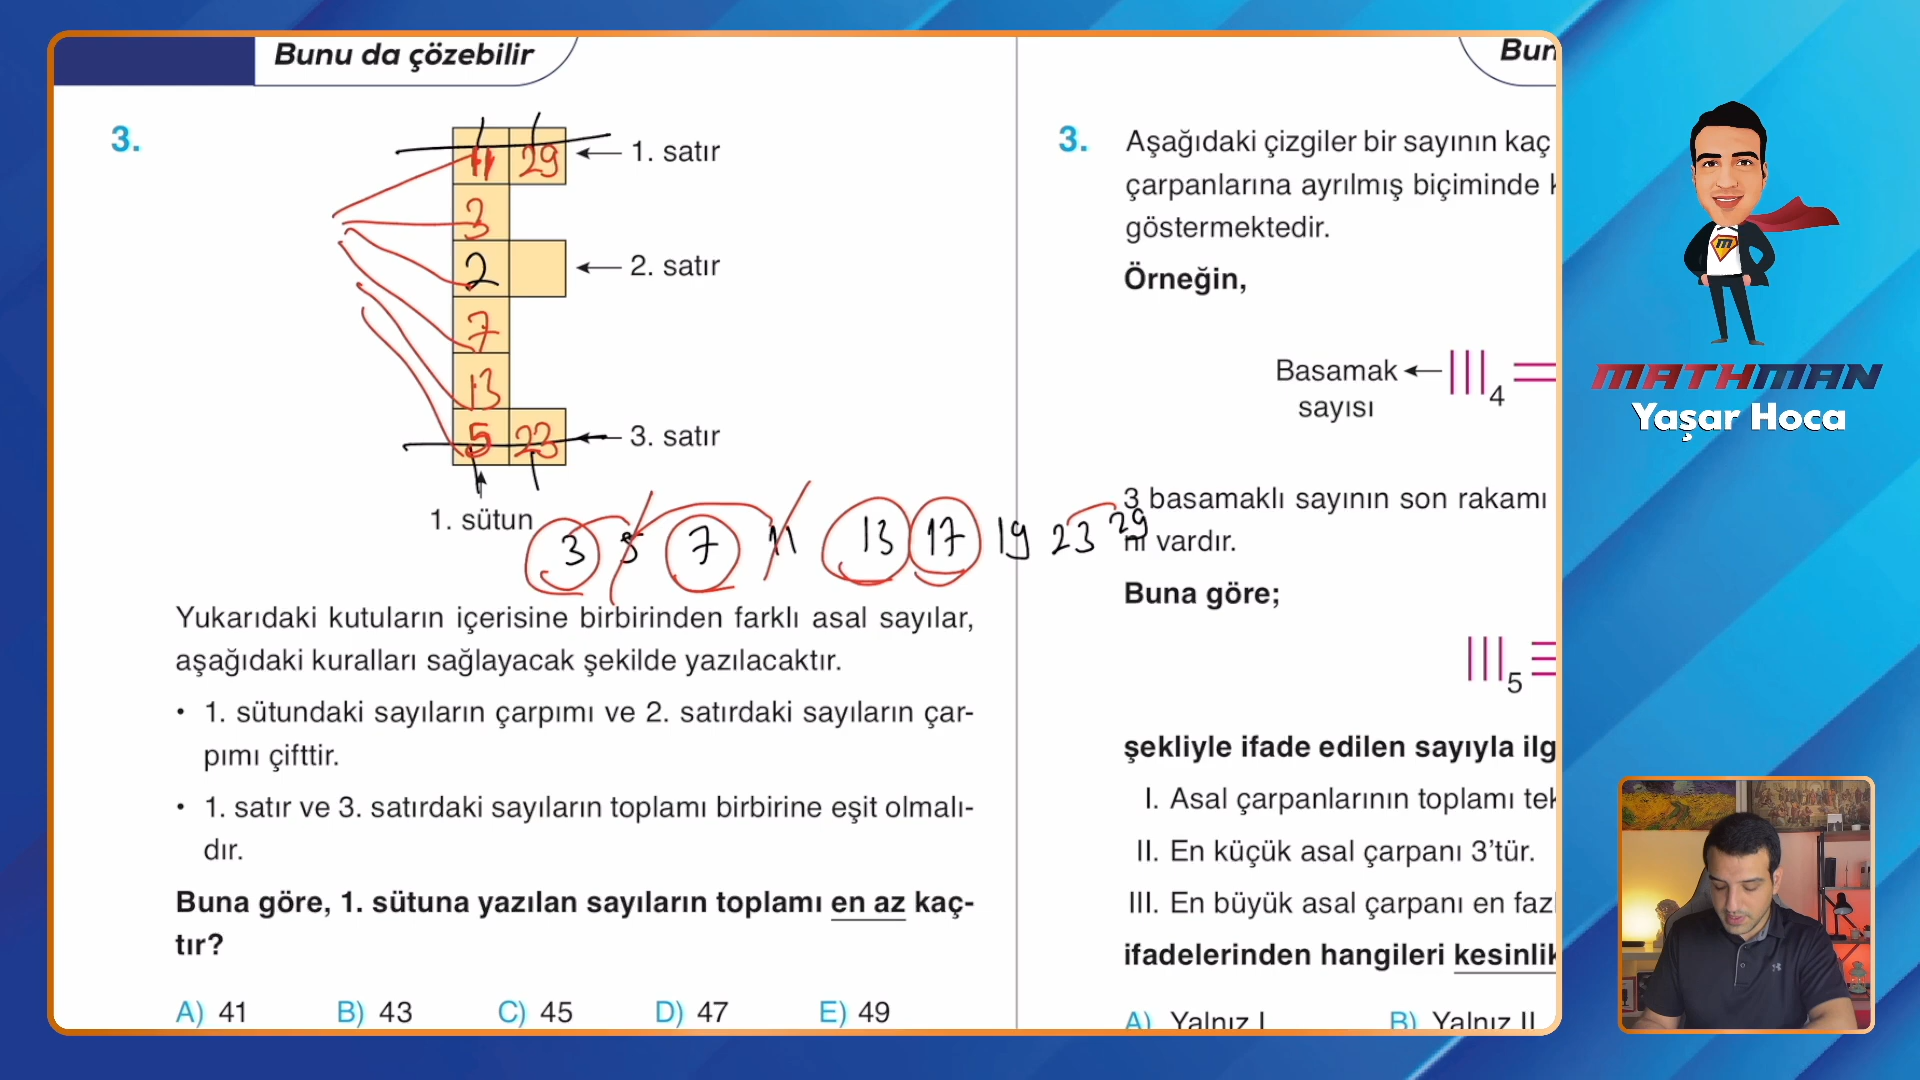 Bunu da çözebilir
3.
11 29 ← 1. satır
3
2 ← 2. satır
7
13
5 23 ← 3. satır
1. sütun
3 5 7 11 13 17 19 23 29
Yukarıdaki kutuların içerisine birbirinden farklı asal sayılar,
aşağıdaki kuralları sağlayacak şekilde yazılacaktır.
• 1. sütundaki sayıların çarpımı ve 2. satırdaki sayıların çar-
pımı çifttir.
• 1. satır ve 3. satırdaki sayıların toplamı birbirine eşit olmalı-
dır.
Buna göre, 1. sütuna yazılan sayıların toplamı en az kaç-
tır?
A) 41 B) 43 C) 45 D) 47 E) 49
Bun
3. Aşağıdaki çizgiler bir sayının kaç
çarpanlarına ayrılmış biçiminde
göstermektedir.
Örneğin,
Basamak ← 4
sayısı
3 basamaklı sayının son rakamı
vardır.
Buna göre;
5
şekliyle ifade edilen sayıyla ilg
I. Asal çarpanlarının toplamı tek
II. En küçük asal çarpanı 3'tür.
III. En büyük asal çarpanı en faz
ifadelerinden hangileri kesinlik
A) Yalnız I B) Yalnız II
M
MATHMAN
Yaşar Hoca